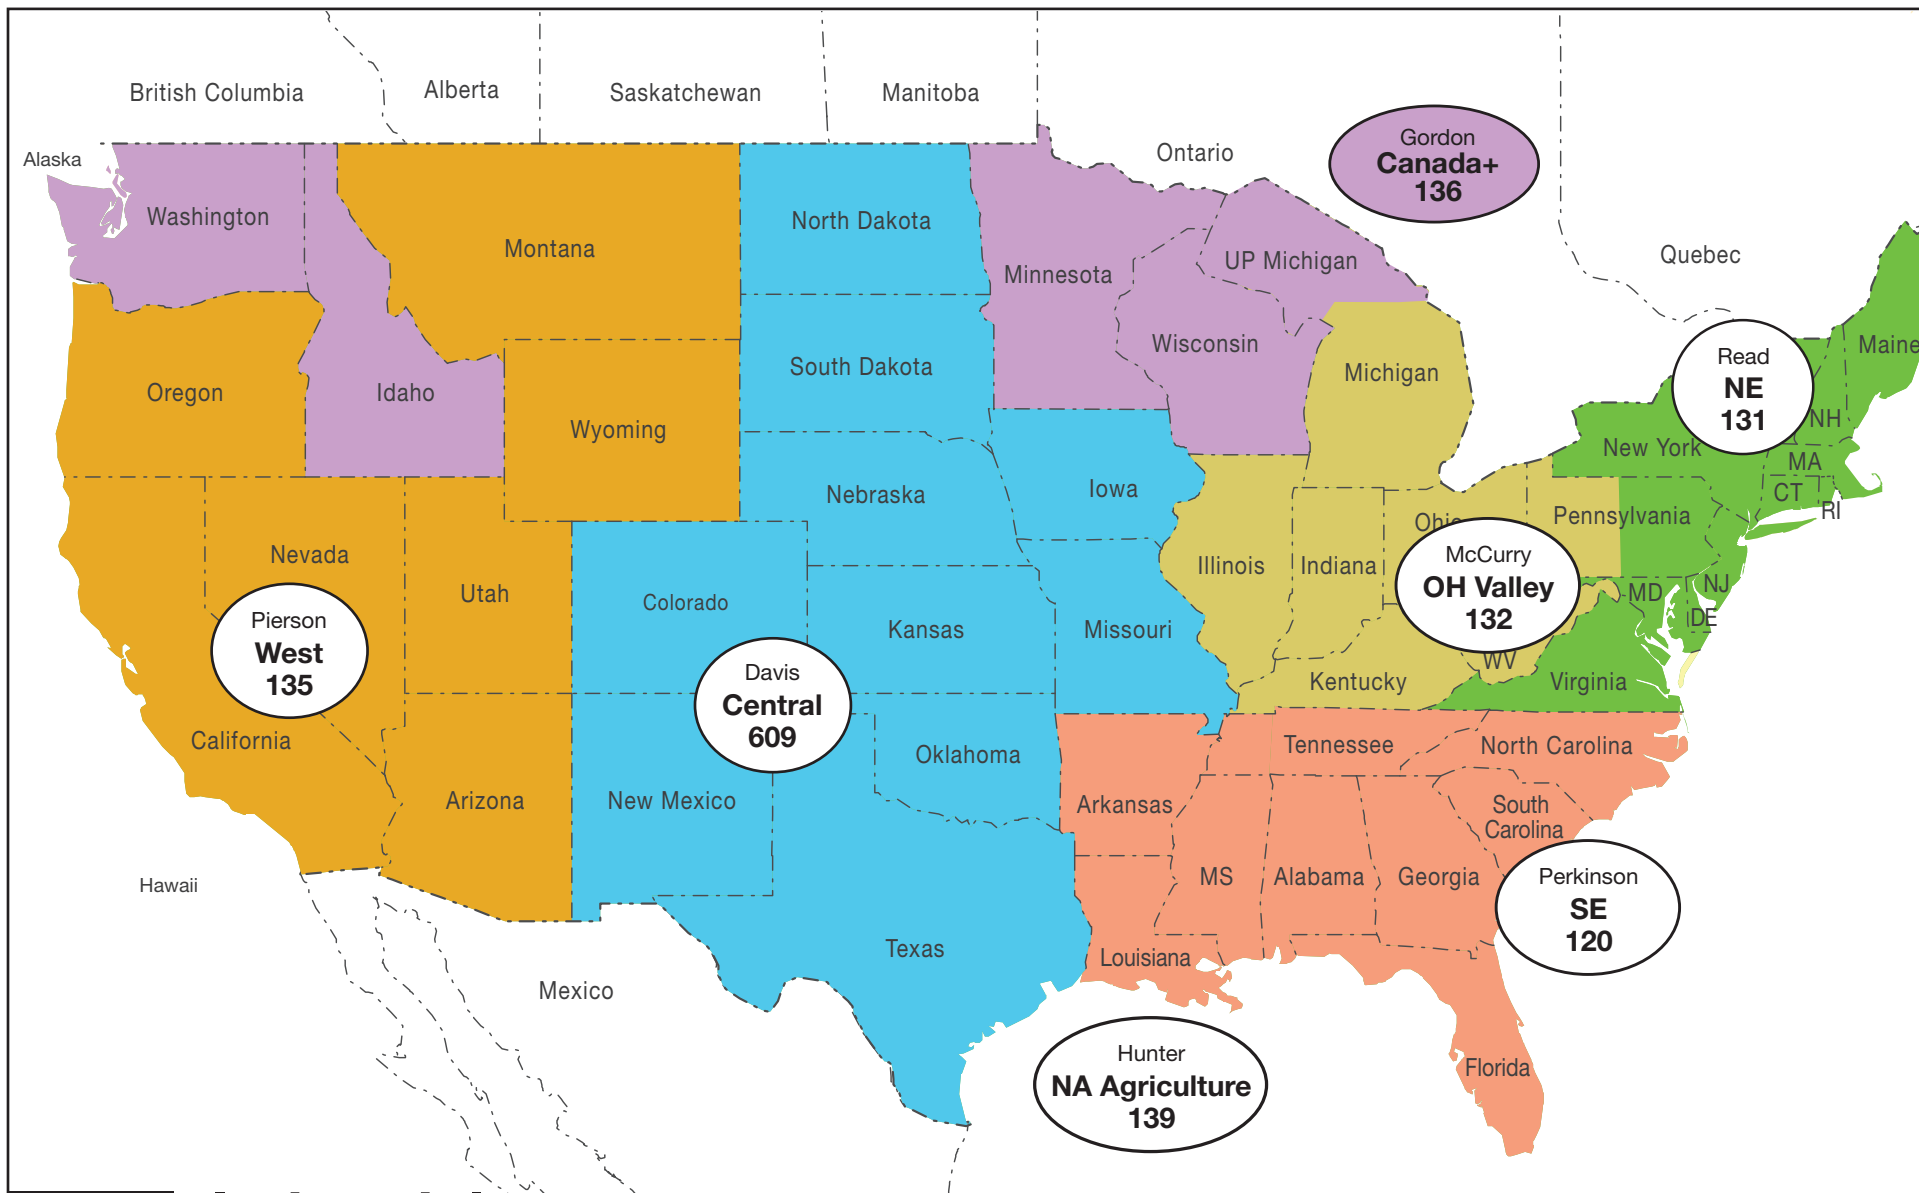 British Columbia
Alberta
Saskatchewan
Manitoba
Ontario
Gordon
Canada+
136
Alaska
Washington
North Dakota
Montana
Minnesota
UP Michigan
Quebec
Wisconsin
Maine
Read
NE
131
South Dakota
Michigan
Oregon
Idaho
Wyoming
NH
New York
MA
CT
RI
Nebraska
Iowa
Ohio
Pennsylvania
Nevada
Utah
Colorado
Kansas
Missouri
Illinois
Indiana
McCurry
OH Valley
132
MD
NJ
DE
Pierson
West
135
WV
Kentucky
Virginia
Davis
Central
609
California
Oklahoma
Tennessee
North Carolina
Arizona
New Mexico
Arkansas
South
Carolina
Hawaii
MS
Alabama
Georgia
Perkinson
SE
120
Texas
Louisiana
Mexico
Hunter
NA Agriculture
139
Florida